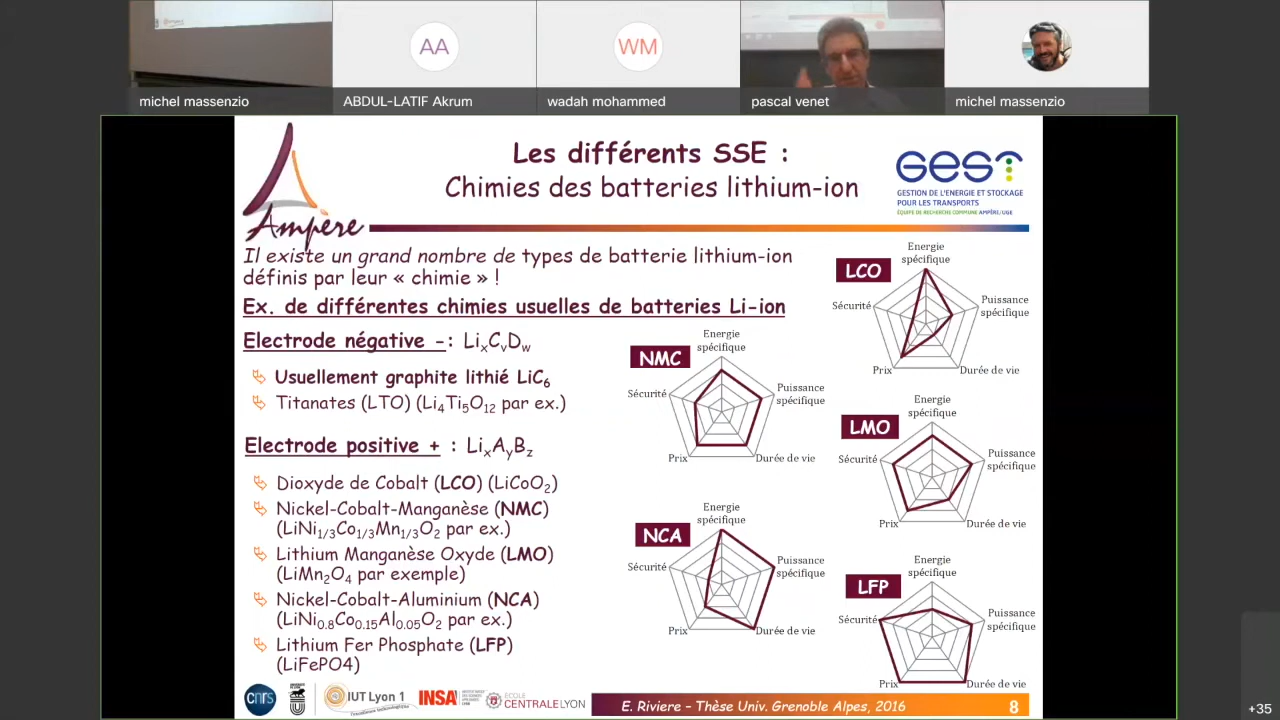 AA
WM
michel massenzio
ABDUL-LATIF Akrum
wadah mohammed
pascal venet
michel massenzio
Les différents SSE :
Chimies des batteries lithium-ion
Ampère
GEST
GESTION DE L'ENERGIE ET STOCKAGE
POUR LES TRANSPORTS
ÉQUIPE DE RECHERCHE COMMUNE AMPÈRE/UGE
Il existe un grand nombre de types de batterie lithium-ion
définis par leur « chimie » !
Ex. de différentes chimies usuelles de batteries Li-ion
Electrode négative - : LixCvDw
Usuellement graphite lithié LiC6
Titanates (LTO) (Li4Ti5O12 par ex.)
Electrode positive + : LixAyBz
Dioxyde de Cobalt (LCO) (LiCoO2)
Nickel-Cobalt-Manganèse (NMC)
(LiNi1/3Co1/3Mn1/3O2 par ex.)
Lithium Manganèse Oxyde (LMO)
(LiMn2O4 par exemple)
Nickel-Cobalt-Aluminium (NCA)
(LiNi0.8Co0.15Al0.05O2 par ex.)
Lithium Fer Phosphate (LFP)
(LiFePO4)
NMC
Energie
spécifique
Puissance
spécifique
Durée de vie
Prix
Sécurité
NCA
Energie
spécifique
Puissance
spécifique
Durée de vie
Prix
Sécurité
LCO
Energie
spécifique
Puissance
spécifique
Durée de vie
Prix
Sécurité
LMO
Energie
spécifique
Puissance
spécifique
Durée de vie
Prix
Sécurité
LFP
Energie
spécifique
Puissance
spécifique
Durée de vie
Prix
Sécurité
cnrs
IUT Lyon 1
INSA
ÉCOLE
CENTRALELYON
E. Riviere – Thèse Univ. Grenoble Alpes, 2016
8
+35